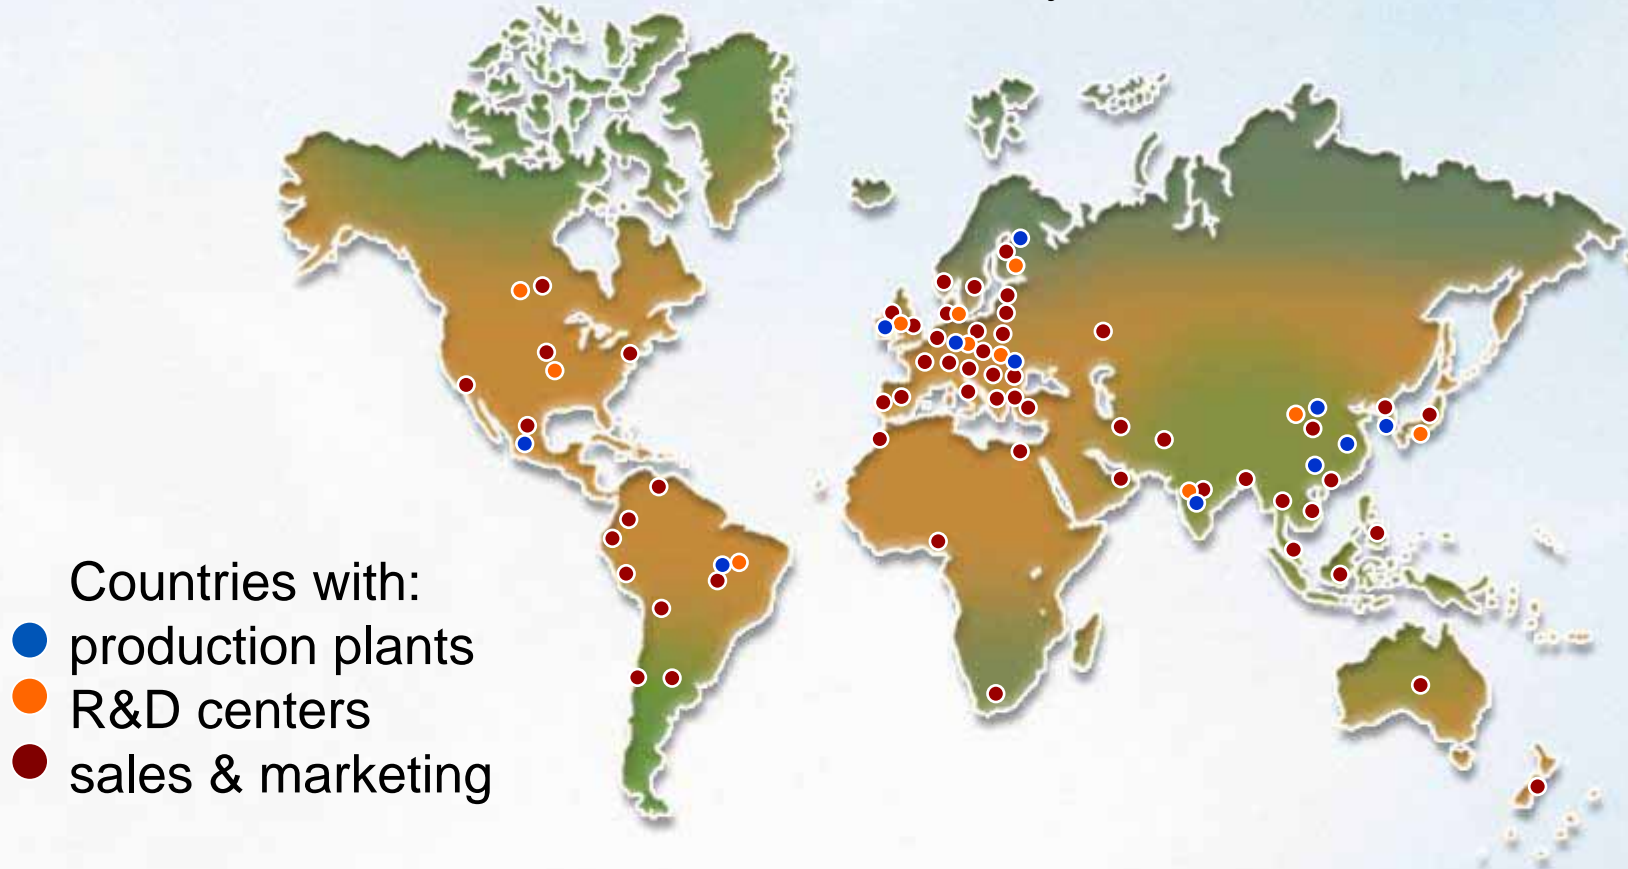 Countries with:
production plants
R&D centers
sales & marketing